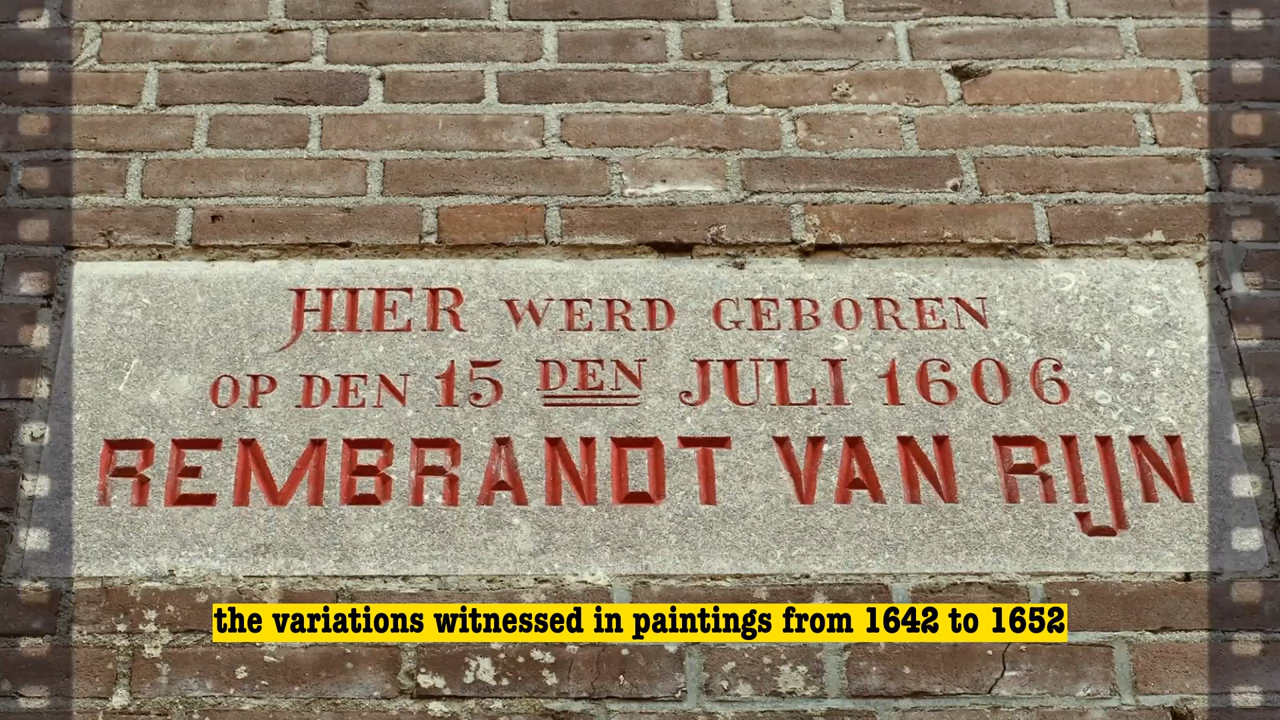 HIER WERD GEBOREN
OP DEN 15 DEN JULI 1606
REMBRANDT VAN RIJN
the variations witnessed in paintings from 1642 to 1652